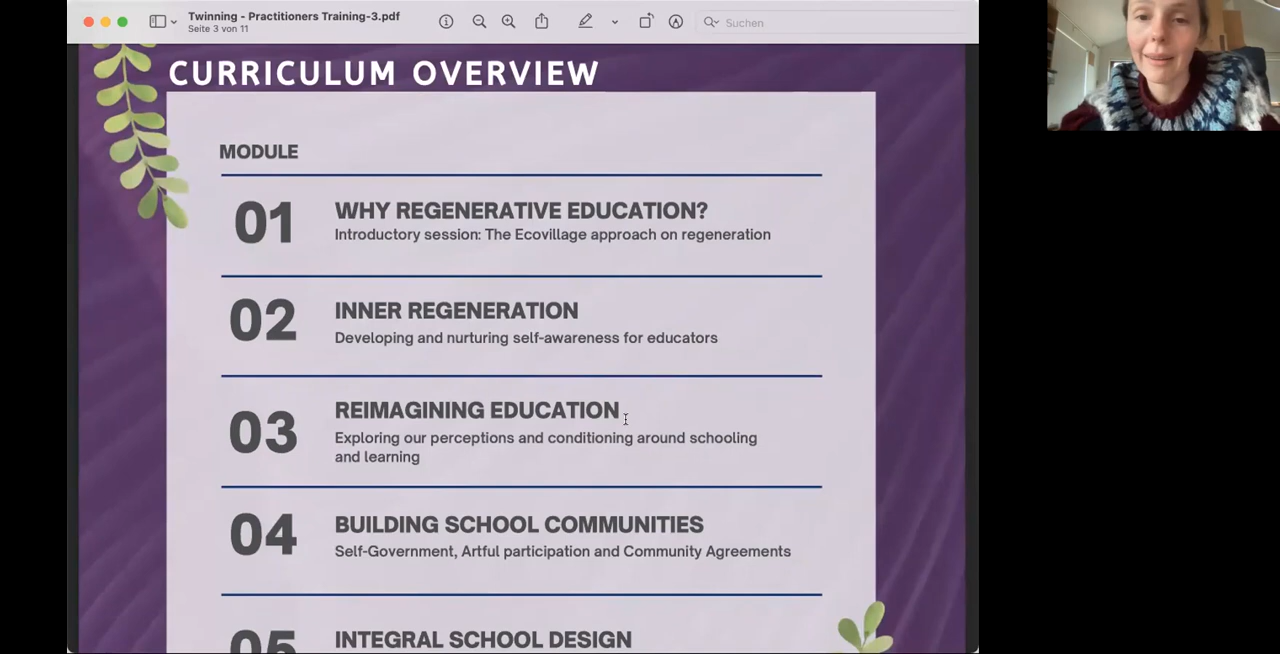 Twinning - Practitioners Training-3.pdf
Seite 3 von 11
Suchen
CURRICULUM OVERVIEW
MODULE
01
WHY REGENERATIVE EDUCATION?
Introductory session: The Ecovillage approach on regeneration
02
INNER REGENERATION
Developing and nurturing self-awareness for educators
03
REIMAGINING EDUCATION
Exploring our perceptions and conditioning around schooling
and learning
04
BUILDING SCHOOL COMMUNITIES
Self-Government, Artful participation and Community Agreements
05
INTEGRAL SCHOOL DESIGN